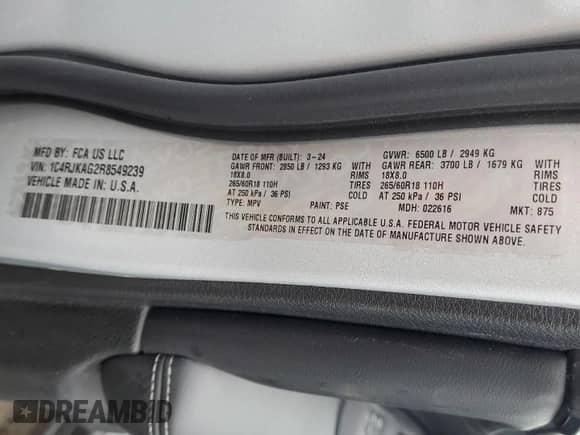 MFD BY: FCA US LLC
VIN: 1C4RJKAG2R8549239
VEHICLE MADE IN U.S.A.
DATE OF MFR (BUILT): 3-24
GAWR FRONT: 2850 LB / 1293 KG WITH
18X8.0 RIMS
265/60R18 110H TIRES
AT 250 kPa / 36 PSI COLD
TYPE: MPV PAINT: PSE
GVWR: 6500 LB / 2949 KG
GAWR REAR: 3700 LB / 1679 KG WITH
18X8.0 RIMS
265/60R18 110H TIRES
AT 250 kPa / 36 PSI COLD
MDH: 022616 MKT: 875
THIS VEHICLE CONFORMS TO ALL APPLICABLE U.S.A. FEDERAL MOTOR VEHICLE SAFETY
STANDARDS IN EFFECT ON THE DATE OF MANUFACTURE SHOWN ABOVE.
DREAMBID